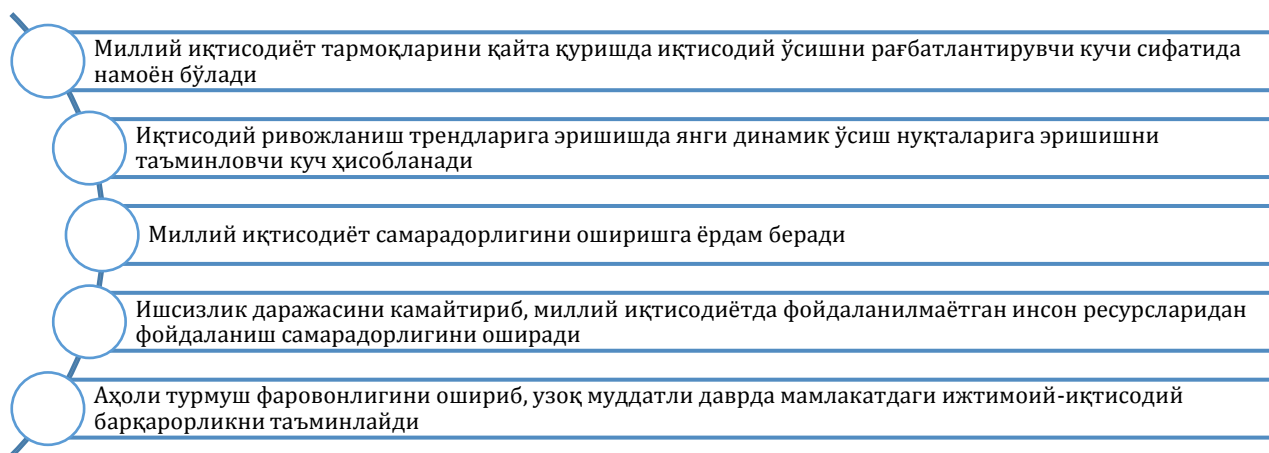 Миллий иқтисодиёт тармоқларини қайта қуришда иқтисодий ўсишни рағбатлантирувчи кучи сифатида
намоён бўлади
Иқтисодий ривожланиш трендларига эришишда янги динамик ўсиш нуқталарига эришишни
таъминловчи куч ҳисобланади
Миллий иқтисодиёт самарадорлигини оширишга ёрдам беради
Ишсизлик даражасини камайтириб, миллий иқтисодиётда фойдаланилмаётган инсон ресурсларидан
фойдаланиш самарадорлигини оширади
Аҳоли турмуш фаровонлигини ошириб, узоқ муддатли даврда мамлакатдаги ижтимоий-иқтисодий
барқарорликни таъминлайди